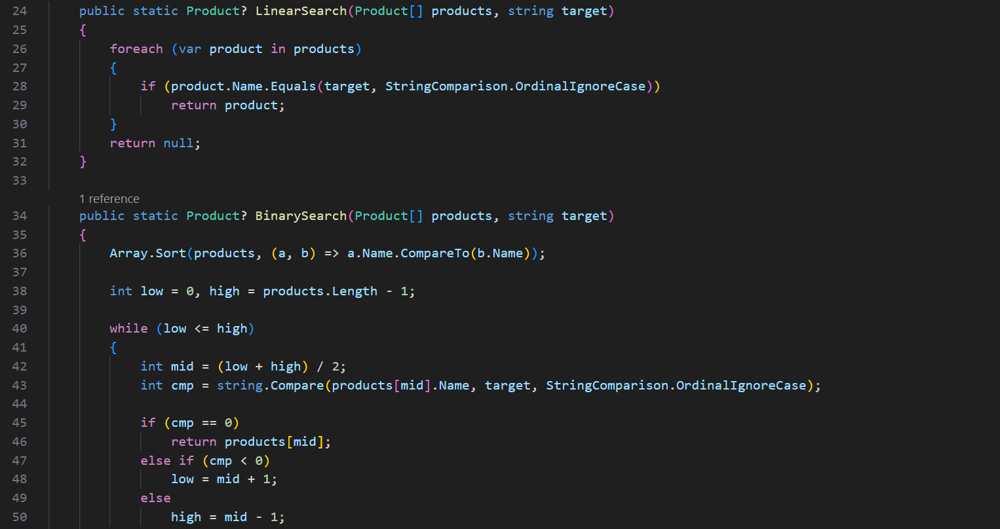 24 public static Product? LinearSearch(Product[] products, string target)
25 {
26 foreach (var product in products)
27 {
28 if (product.Name.Equals(target, StringComparison.OrdinalIgnoreCase))
29 return product;
30 }
31 return null;
32 }
33
1 reference
34 public static Product? BinarySearch(Product[] products, string target)
35 {
36 Array.Sort(products, (a, b) => a.Name.CompareTo(b.Name));
37
38 int low = 0, high = products.Length - 1;
39
40 while (low <= high)
41 {
42 int mid = (low + high) / 2;
43 int cmp = string.Compare(products[mid].Name, target, StringComparison.OrdinalIgnoreCase);
44
45 if (cmp == 0)
46 return products[mid];
47 else if (cmp < 0)
48 low = mid + 1;
49 else
50 high = mid - 1;